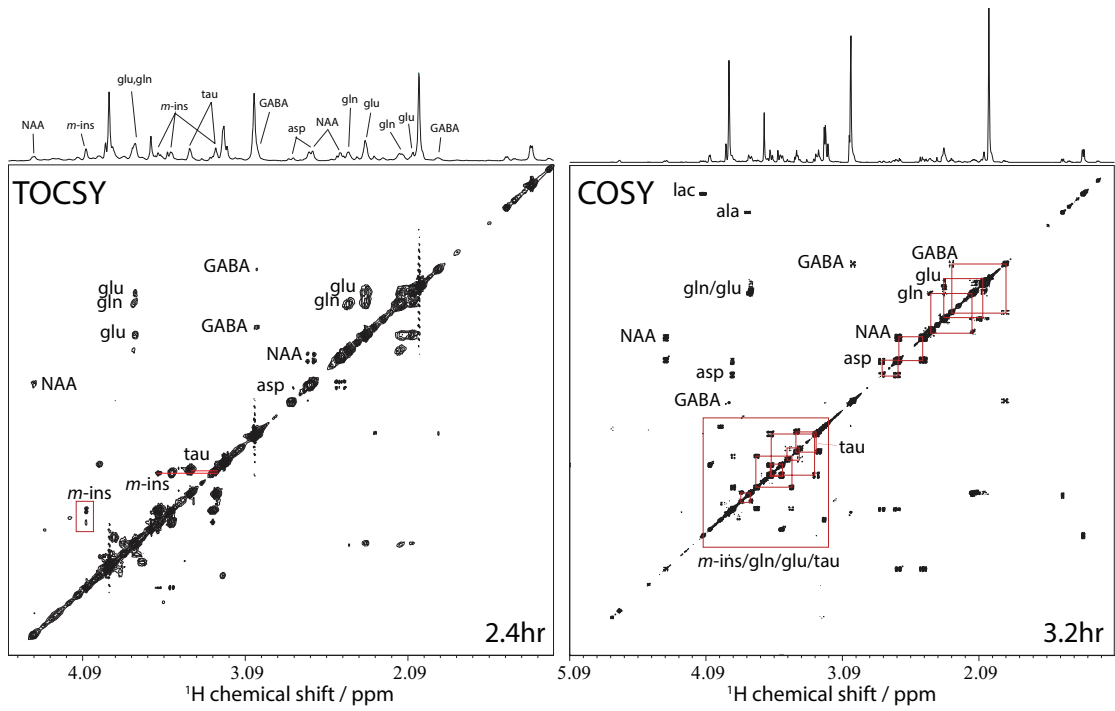 glu,gln
tau
m-ins
GABA
gln
glu
NAA
asp
NAA
m-ins
gln
glu
GABA
TOCSY
GABA
glu
gln
gln
glu
glu
GABA
NAA
NAA
asp
tau
m-ins
m-ins
2.4hr
4.09 3.09 2.09
¹H chemical shift / ppm
COSY
lac
ala
GABA
GABA
glu
gln/glu
gln
NAA
NAA
asp
asp
GABA
tau
m-ins/gln/glu/tau
3.2hr
5.09 4.09 3.09 2.09
¹H chemical shift / ppm